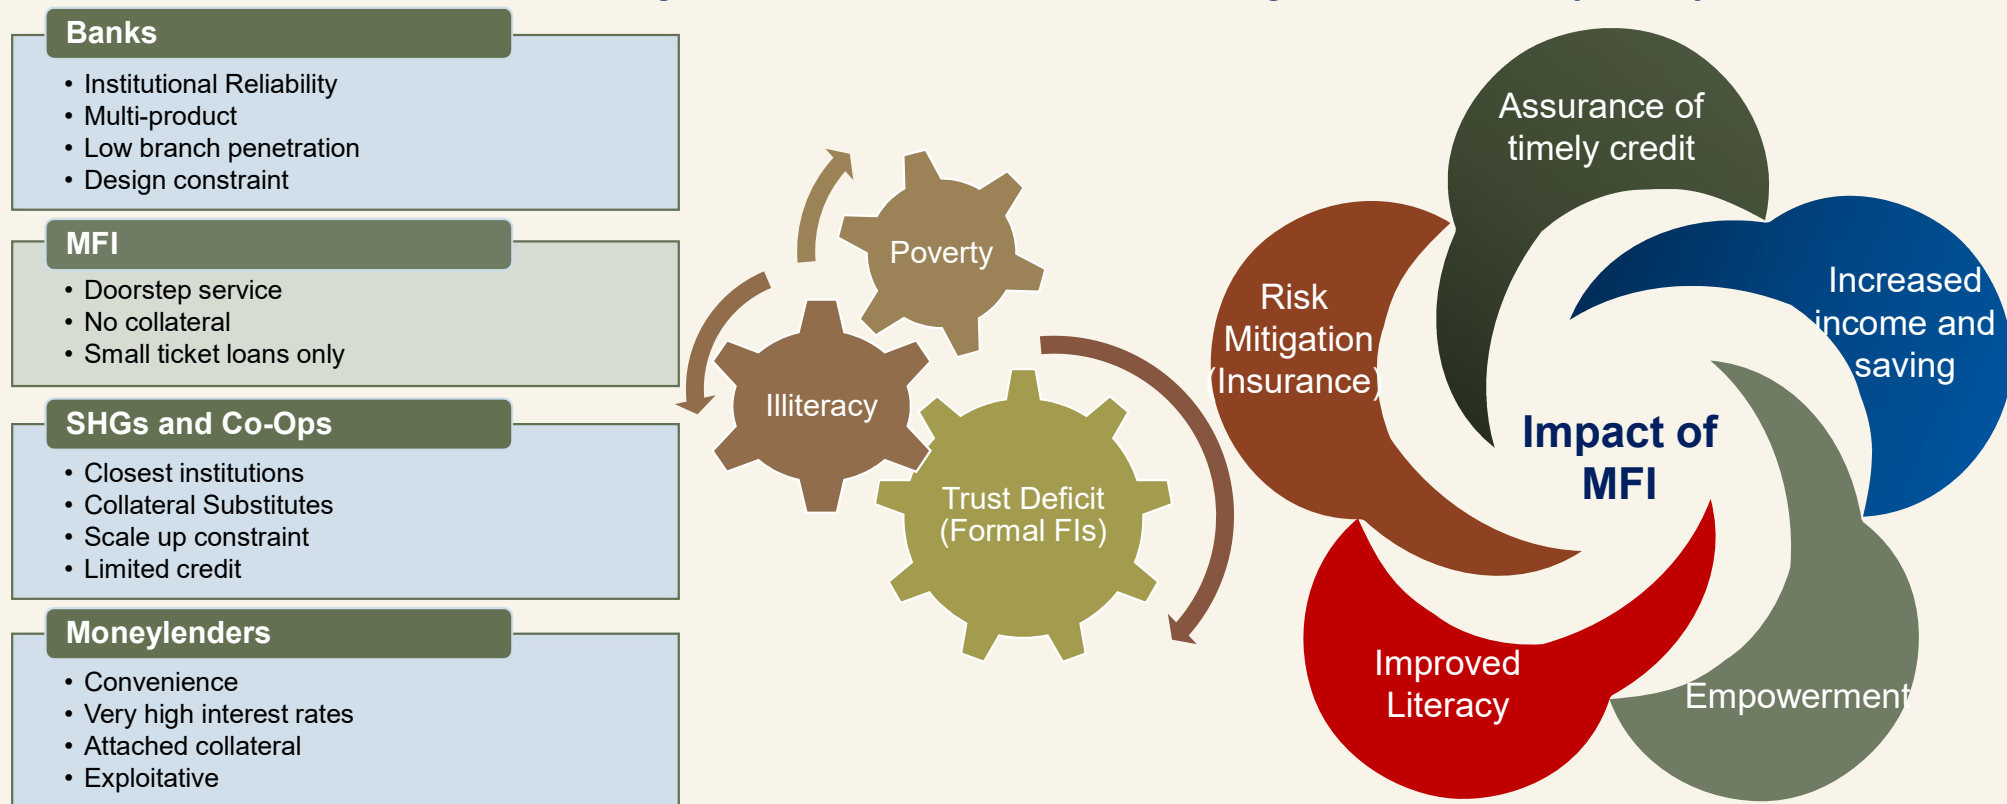 Banks
• Institutional Reliability
• Multi-product
• Low branch penetration
• Design constraint
MFI
• Doorstep service
• No collateral
• Small ticket loans only
SHGs and Co-Ops
• Closest institutions
• Collateral Substitutes
• Scale up constraint
• Limited credit
Moneylenders
• Convenience
• Very high interest rates
• Attached collateral
• Exploitative
Poverty
Illiteracy
Trust Deficit
(Formal FIs)
Assurance of
timely credit
Increased
income and
saving
Empowerment
Improved
Literacy
Risk
Mitigation
(Insurance)
Impact of
MFI